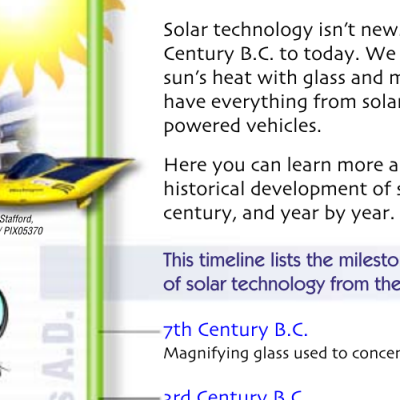 Solar technology isn't new
Century B.C. to today. We
sun's heat with glass and m
have everything from sola
powered vehicles.
Here you can learn more a
historical development of s
century, and year by year.
Stafford,
/ PIX05370
This timeline lists the milesto
of solar technology from the
7th Century B.C.
Magnifying glass used to concen
3rd Century B.C.
A.D.